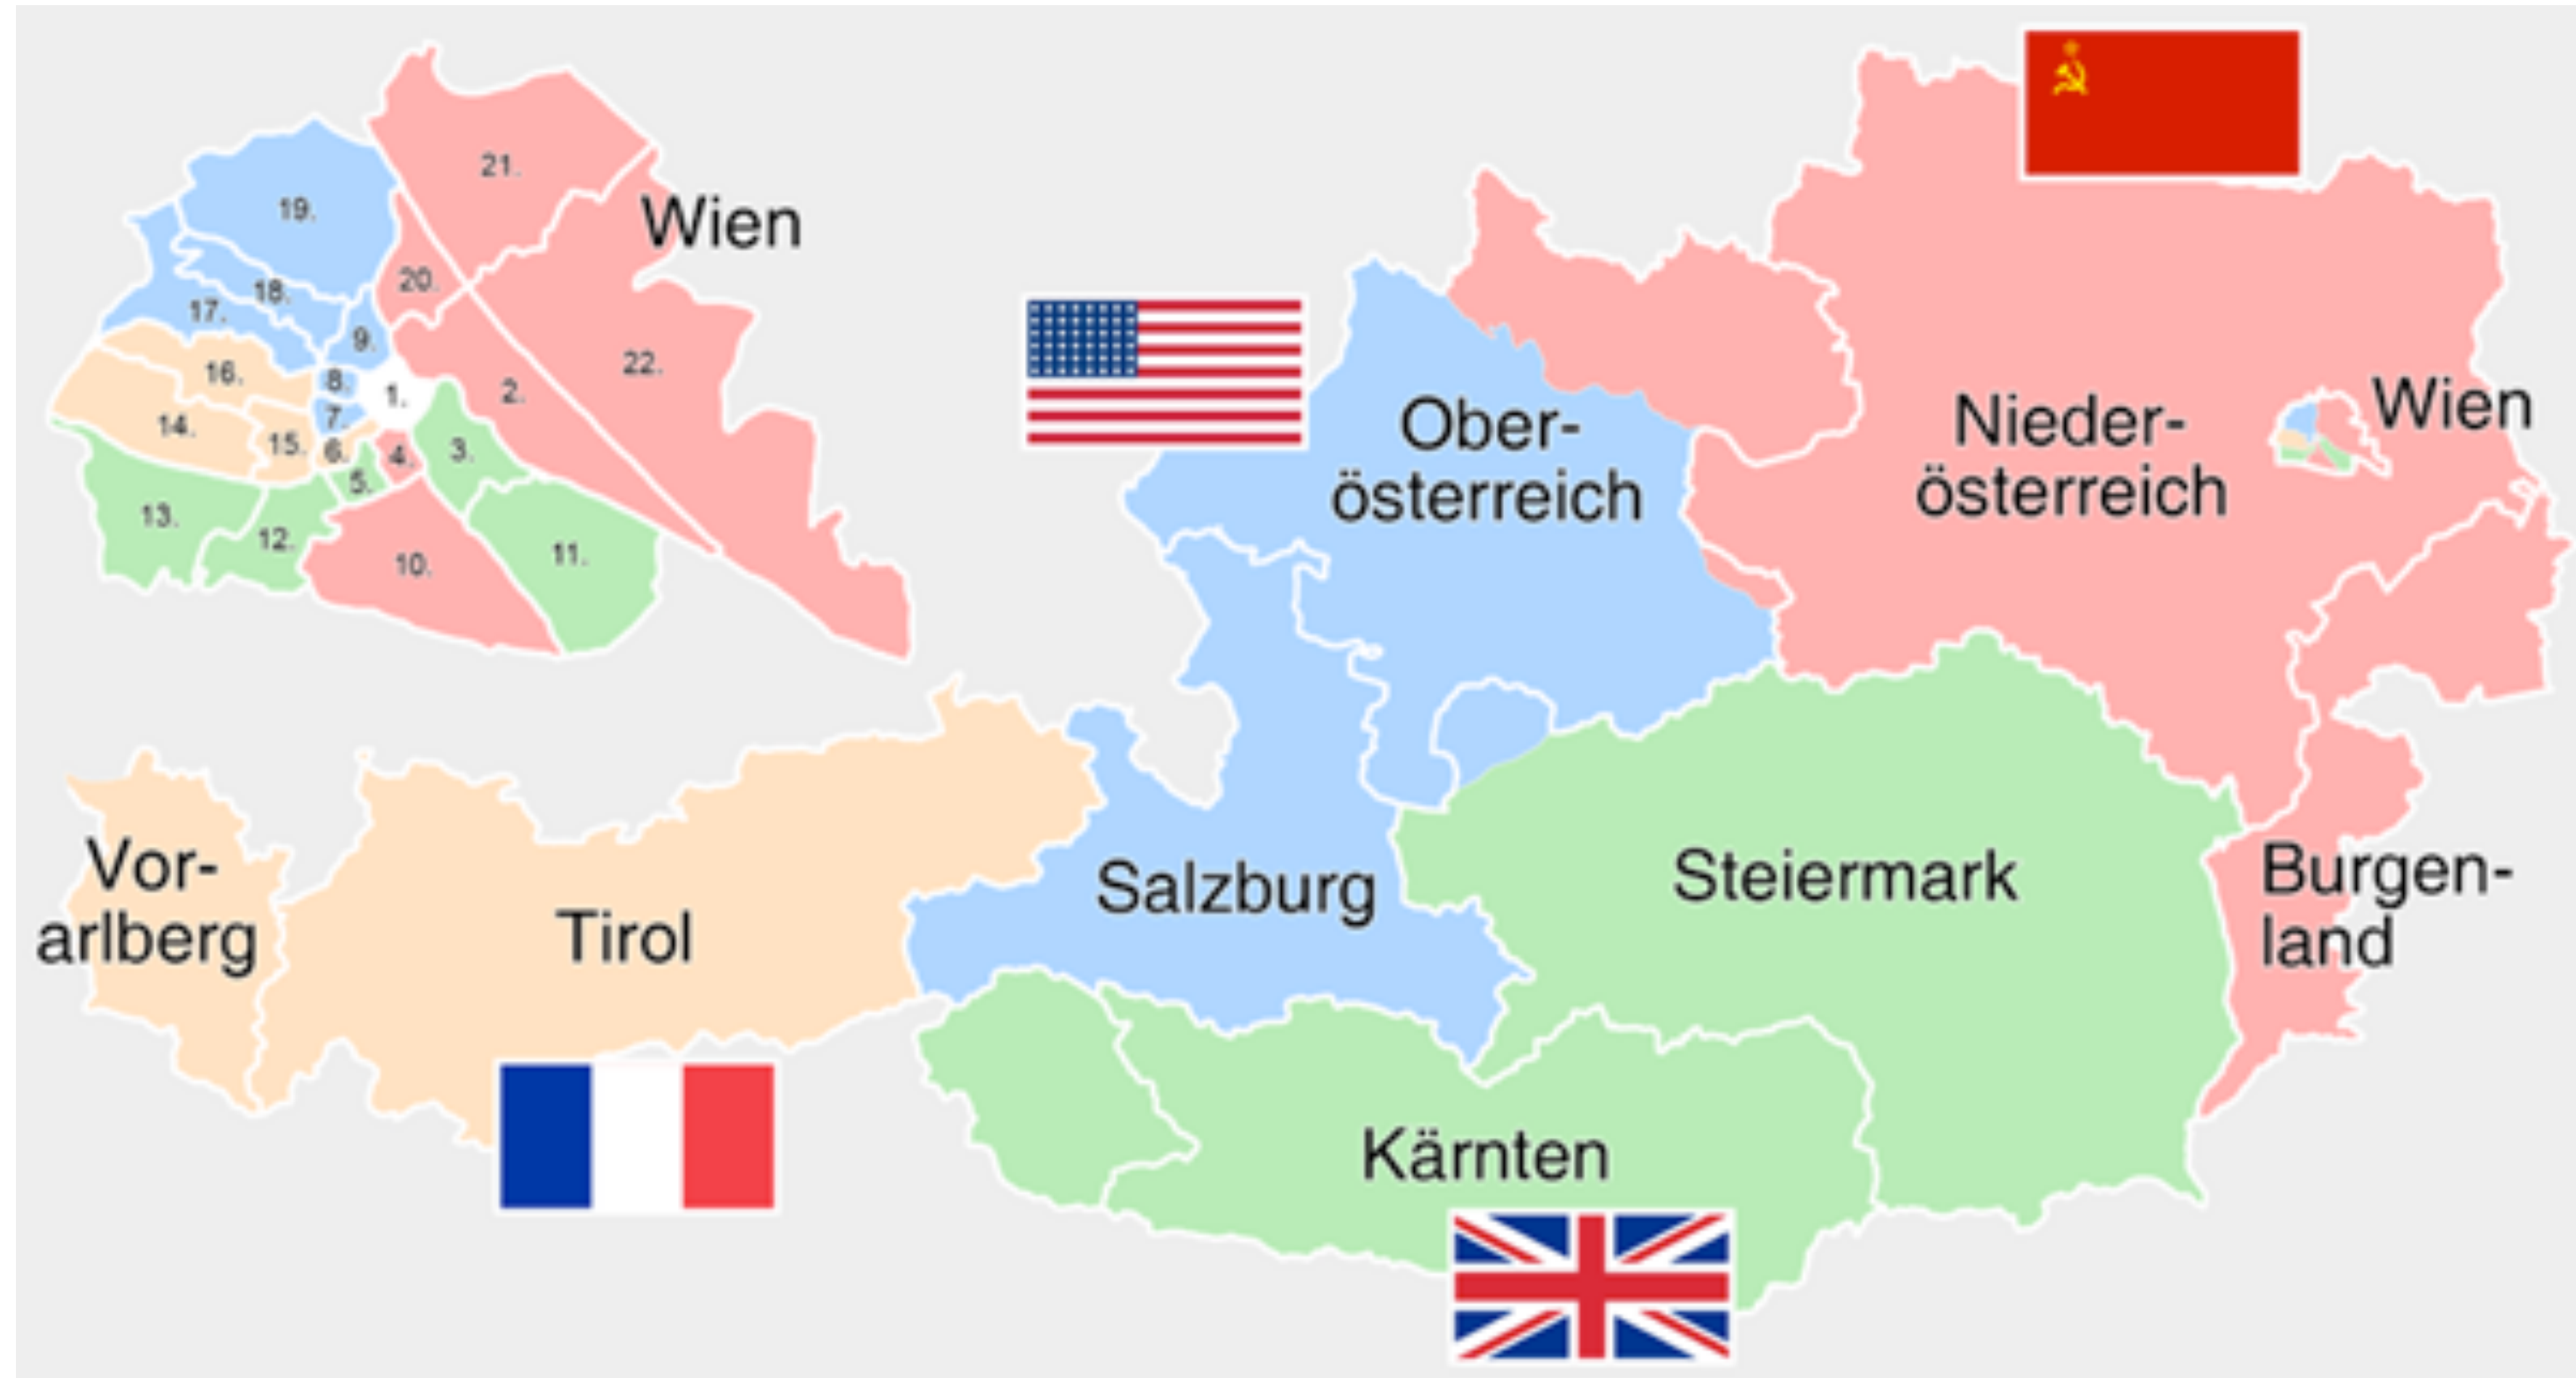 21.
19.
Wien
20.
18.
17.
9.
22.
16.
8.
1.
2.
7.
14.
15.
6.
4.
3.
5.
13.
12.
10.
11.
Ober-
österreich
Nieder-
österreich
Wien
Vor-
arlberg
Tirol
Salzburg
Steiermark
Burgen-
land
Kärnten